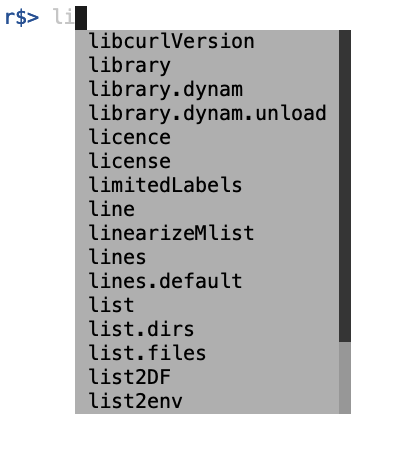 r$> li
libcurlVersion
library
library.dynam
library.dynam.unload
licence
license
limitedLabels
line
linearizeMlist
lines
lines.default
list
list.dirs
list.files
list2DF
list2env